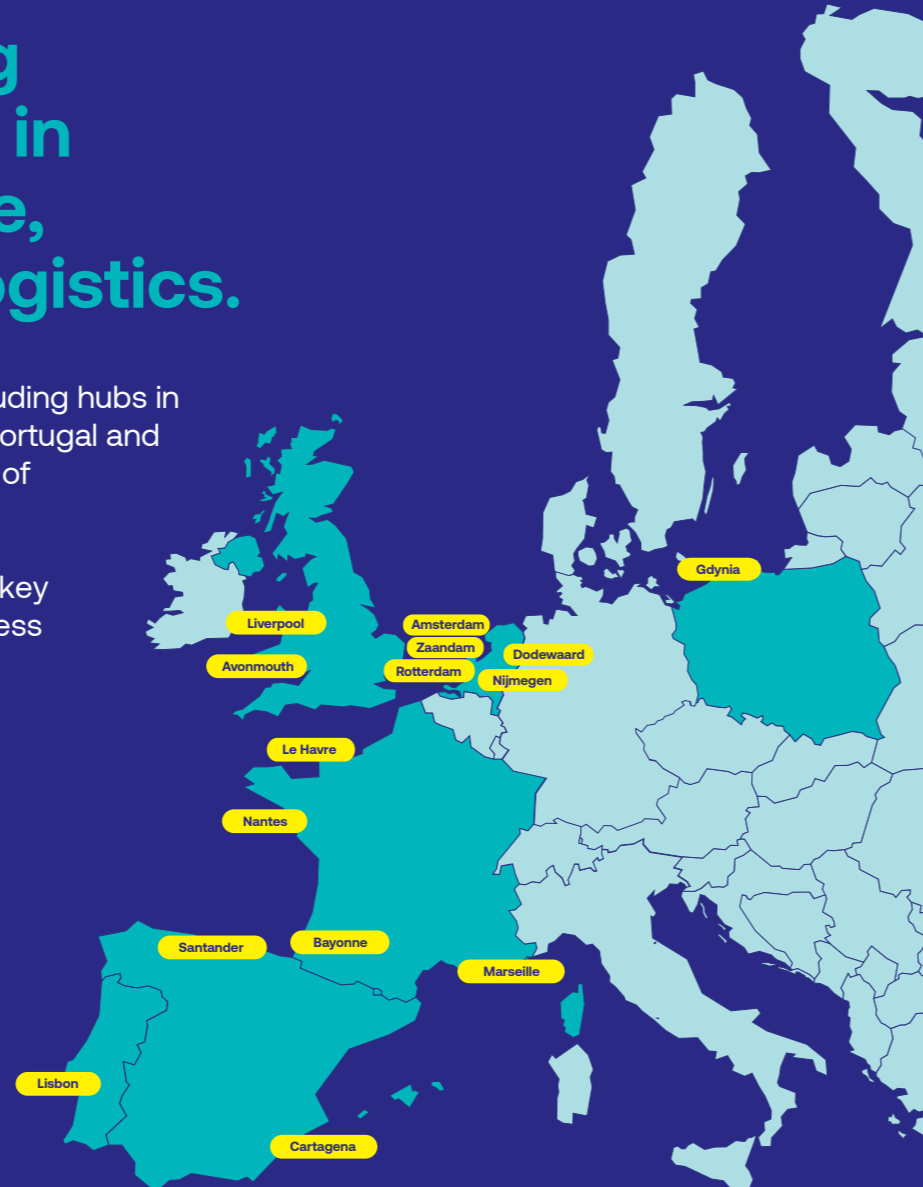 g
in
e,
ogistics.
uding hubs in
ortugal and
of
key
ess
Gdynia
Liverpool
Amsterdam
Zaandam
Dodewaard
Avonmouth
Rotterdam
Nijmegen
Le Havre
Nantes
Santander
Bayonne
Marseille
Lisbon
Cartagena